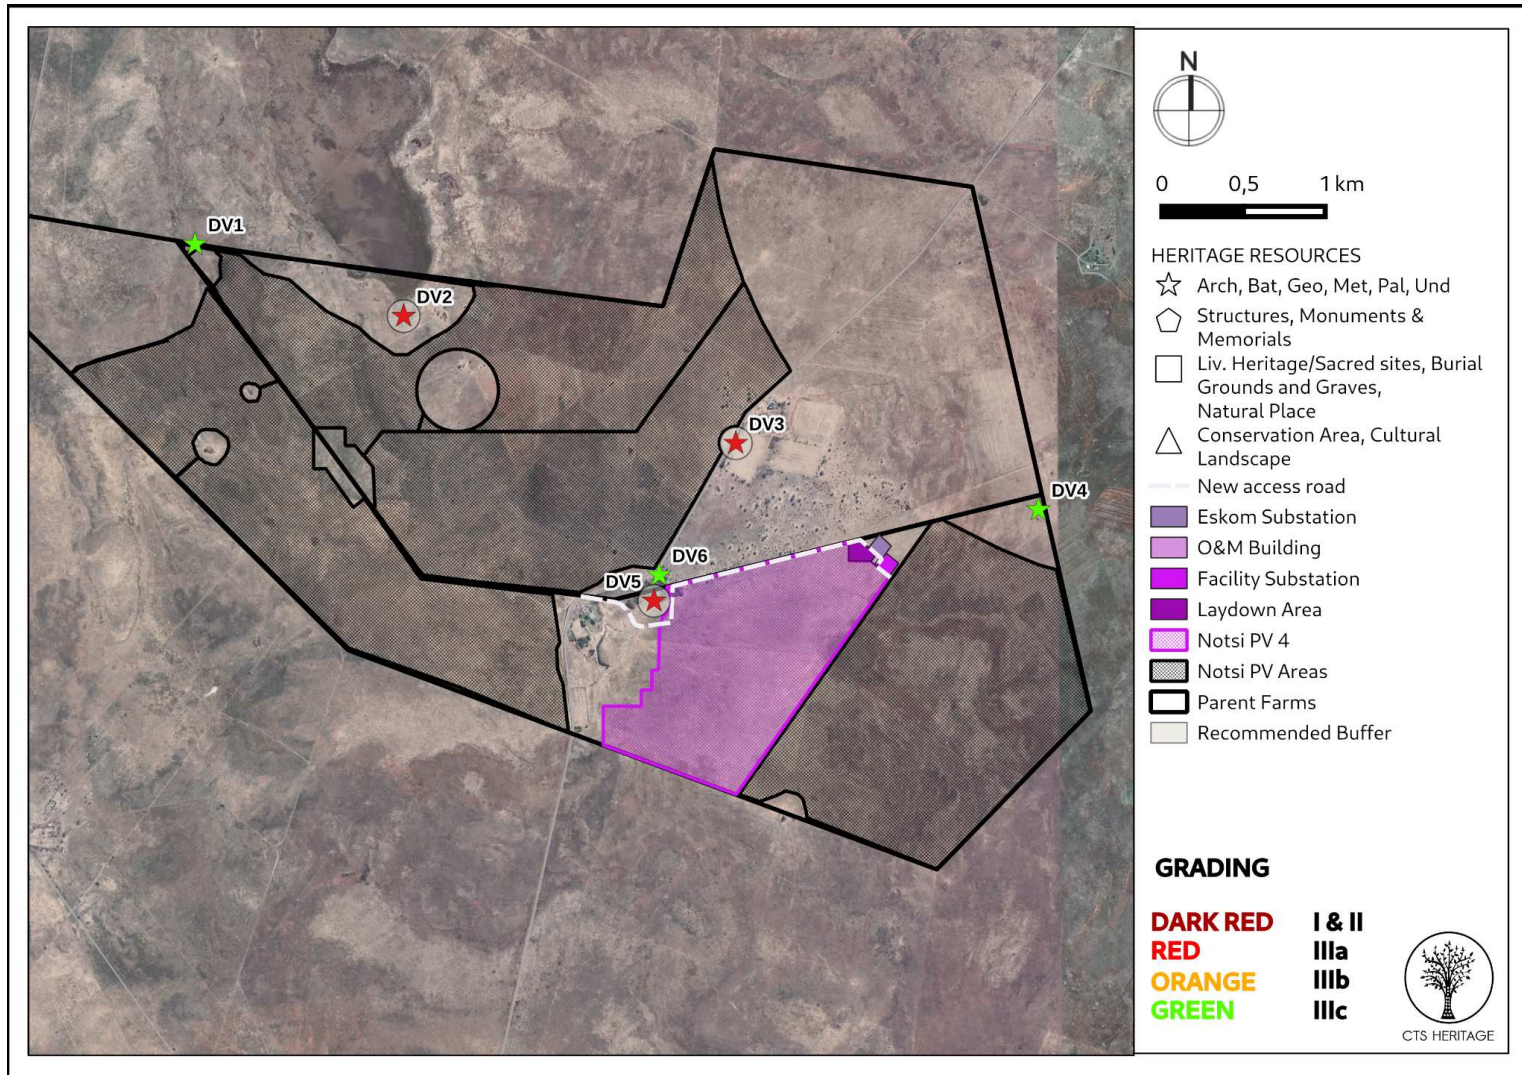 DV1
DV2
DV3
DV4
DV6
DV5
N
0 0,5 1 km
HERITAGE RESOURCES
Arch, Bat, Geo, Met, Pal, Und
Structures, Monuments &
Memorials
Liv. Heritage/Sacred sites, Burial
Grounds and Graves,
Natural Place
Conservation Area, Cultural
Landscape
New access road
Eskom Substation
O&M Building
Facility Substation
Laydown Area
Notsi PV 4
Notsi PV Areas
Parent Farms
Recommended Buffer
GRADING
DARK RED I & II
RED IIIa
ORANGE IIIb
GREEN IIIc
CTS HERITAGE